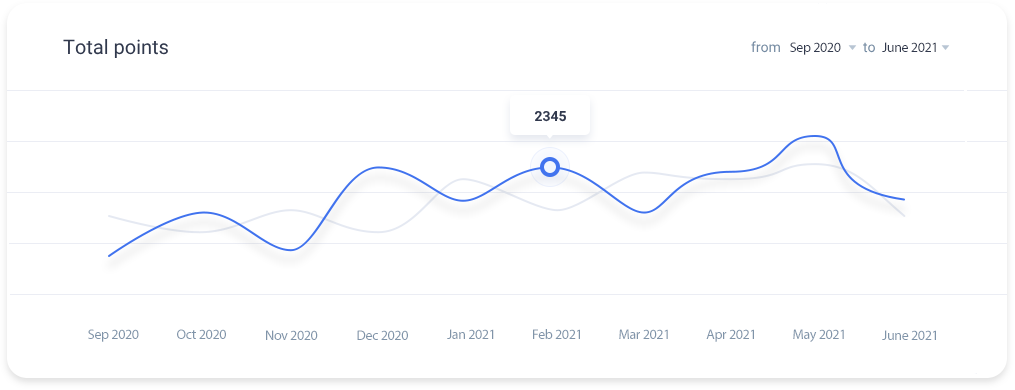 Total points
from Sep 2020 to June 2021
2345
Sep 2020 Oct 2020 Nov 2020 Dec 2020 Jan 2021 Feb 2021 Mar 2021 Apr 2021 May 2021 June 2021